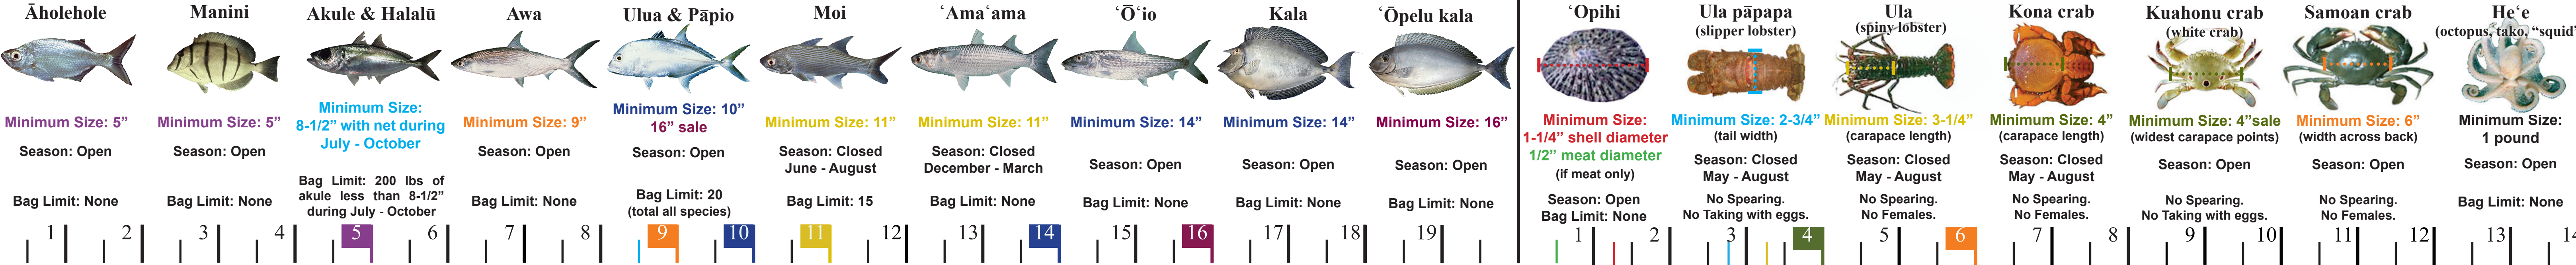 Āholehole
Minimum Size: 5”
Season: Open
Bag Limit: None
Manini
Minimum Size: 5”
Season: Open
Bag Limit: None
Akule & Halalū
Minimum Size:
8-1/2” with net during
July - October
Bag Limit: 200 lbs of
akule less than 8-1/2”
during July - October
Awa
Minimum Size: 9”
Season: Open
Bag Limit: None
Ulua & Pāpio
Minimum Size: 10”
16” sale
Season: Open
Bag Limit: 20
(total all species)
Moi
Minimum Size: 11”
Season: Closed
June - August
Bag Limit: 15
ʻAmaʻama
Minimum Size: 11”
Season: Closed
December - March
Bag Limit: None
ʻŌʻio
Minimum Size: 14”
Season: Open
Bag Limit: None
Kala
Minimum Size: 14”
Season: Open
Bag Limit: None
ʻŌpelu kala
Minimum Size: 16”
Season: Open
Bag Limit: None
1 2 3 4 5 6 7 8 9 10 11 12 13 14 15 16 17 18 19
ʻOpihi
Minimum Size:
1-1/4” shell diameter
1/2” meat diameter
(if meat only)
Season: Open
Bag Limit: None
Ula pāpapa
(slipper lobster)
Minimum Size: 2-3/4”
(tail width)
Season: Closed
May - August
No Spearing.
No Taking with eggs.
Ula
(spiny lobster)
Minimum Size: 3-1/4”
(carapace length)
Season: Closed
May - August
No Spearing.
No Females.
Kona crab
Minimum Size: 4”
(carapace length)
Season: Closed
May - August
No Spearing.
No Females.
Kuahonu crab
(white crab)
Minimum Size: 4”sale
(widest carapace points)
Season: Open
No Spearing.
No Taking with eggs.
Samoan crab
Minimum Size: 6”
(width across back)
Season: Open
No Spearing.
No Females.
Heʻe
(octopus, tako, “squid”
Minimum Size:
1 pound
Season: Open
Bag Limit: None
1 2 3 4 5 6 7 8 9 10 11 12 13 14